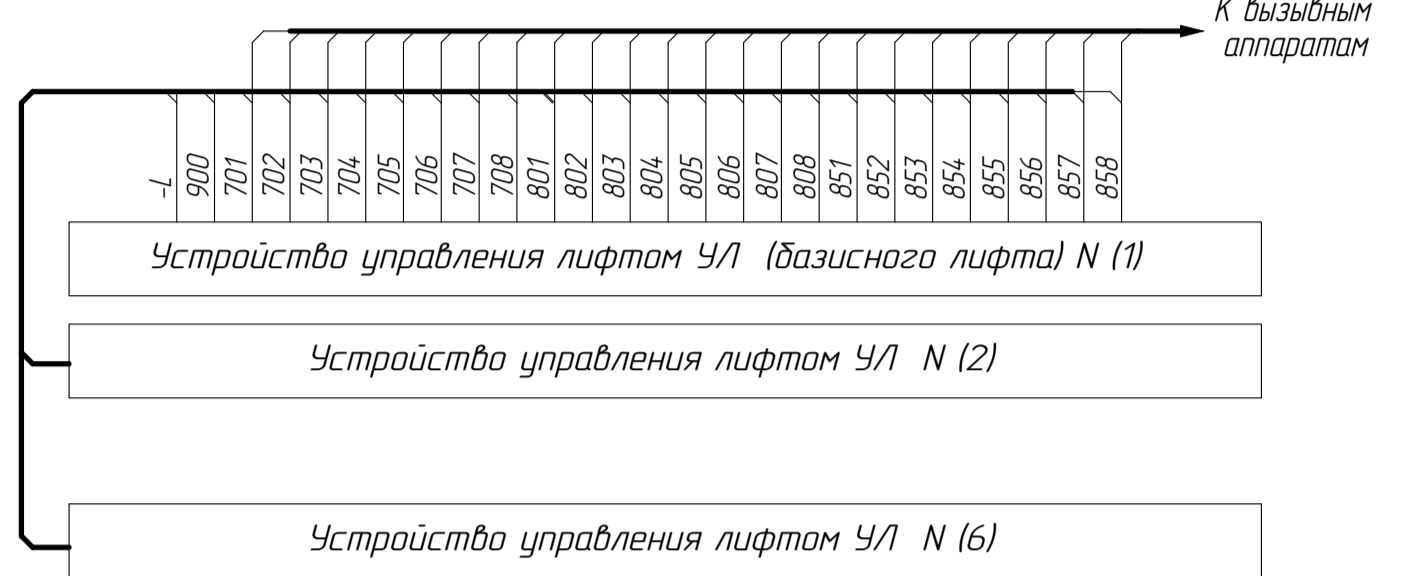 К вызывным
аппаратам
-L 900 701 702 703 704 705 706 707 708 801 802 803 804 805 806 807 808 851 852 853 854 855 856 857 858
Устройство управления лифтом УЛ (базисного лифта) N (1)
Устройство управления лифтом УЛ N (2)
Устройство управления лифтом УЛ N (6)